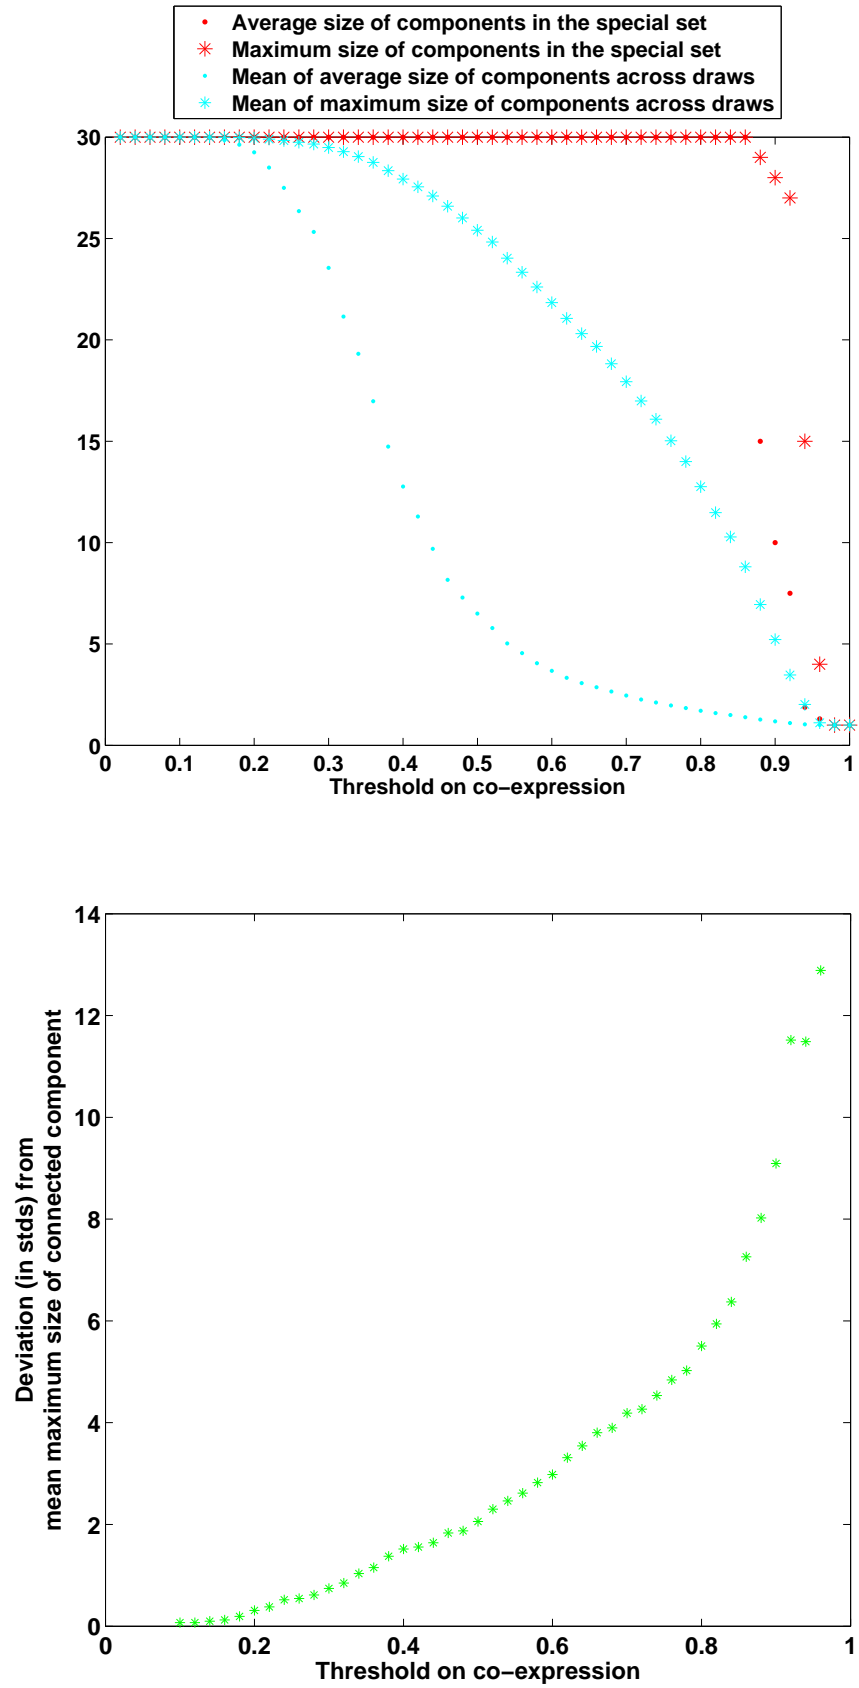 Average size of components in the special set
Maximum size of components in the special set
Mean of average size of components across draws
Mean of maximum size of components across draws
30
25
20
15
10
5
0
0 0.1 0.2 0.3 0.4 0.5 0.6 0.7 0.8 0.9 1
Threshold on co−expression
14
12
10
8
6
4
2
0
Deviation (in stds) from
mean maximum size of connected component
0 0.2 0.4 0.6 0.8 1
Threshold on co−expression